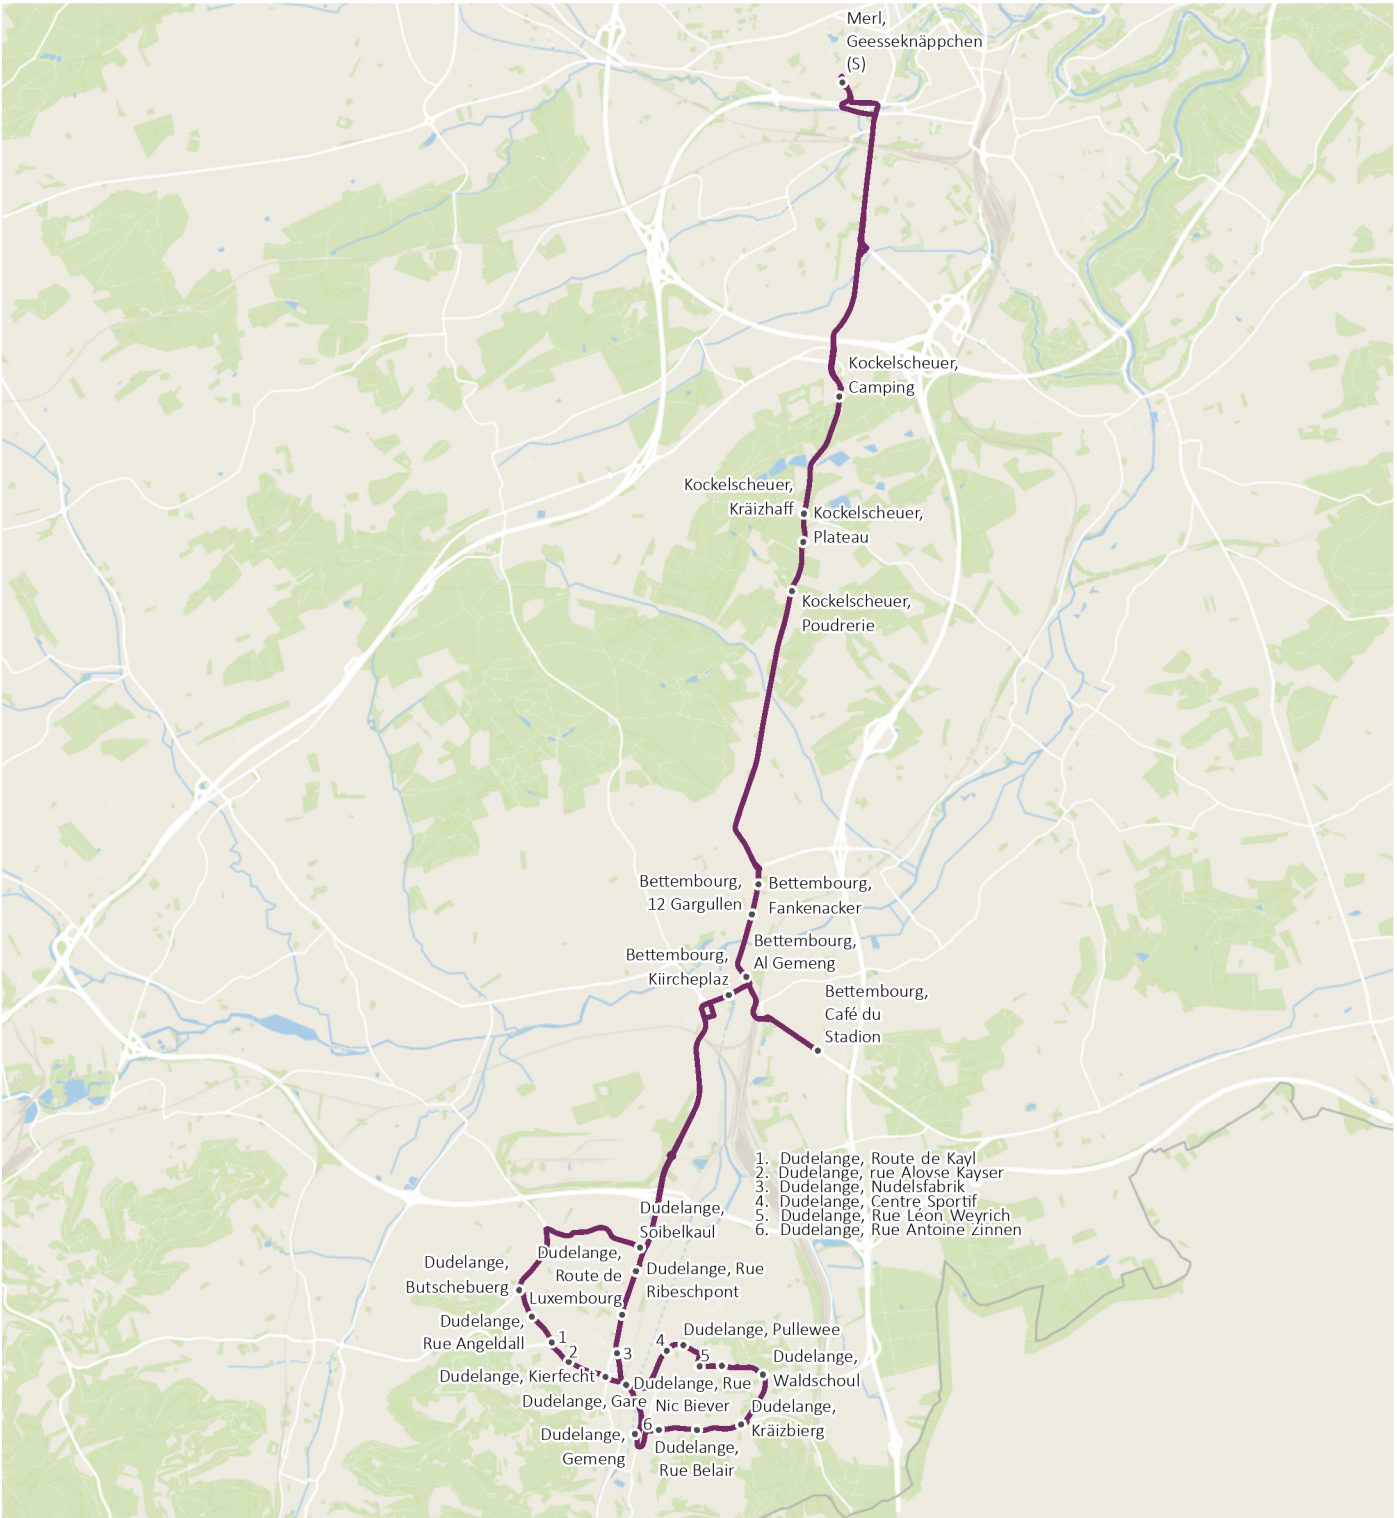 Merl,
Geesseknäppchen
(S)
Kockelscheuer,
Camping
Kockelscheuer,
Kräizhaff
Kockelscheuer,
Plateau
Kockelscheuer,
Poudrerie
Bettembourg,
12 Gargullen
Bettembourg,
Fankenacker
Bettembourg,
Al Gemeng
Bettembourg,
Kiircheplaz
Bettembourg,
Café du
Stadion
1. Dudelange, Route de Kayl
2. Dudelange, rue Aloyse Kayser
3. Dudelange, Nudelsfabrik
4. Dudelange, Centre Sportif
5. Dudelange, Rue Léon Weyrich
6. Dudelange, Rue Antoine Zinnen
Dudelange,
Soibelkaul
Dudelange,
Route de
Luxembourg
Dudelange,
Butschebuerg
Dudelange, Rue
Ribeschpont
Dudelange,
Rue Angeldall
1
2
3
4
5
Dudelange, Pullewee
Dudelange,
Waldschoul
Dudelange, Kierfecht
Dudelange, Rue
Nic Biever
Dudelange, Gare
Dudelange,
Kräizbierg
6
Dudelange,
Gemeng
Dudelange,
Rue Belair